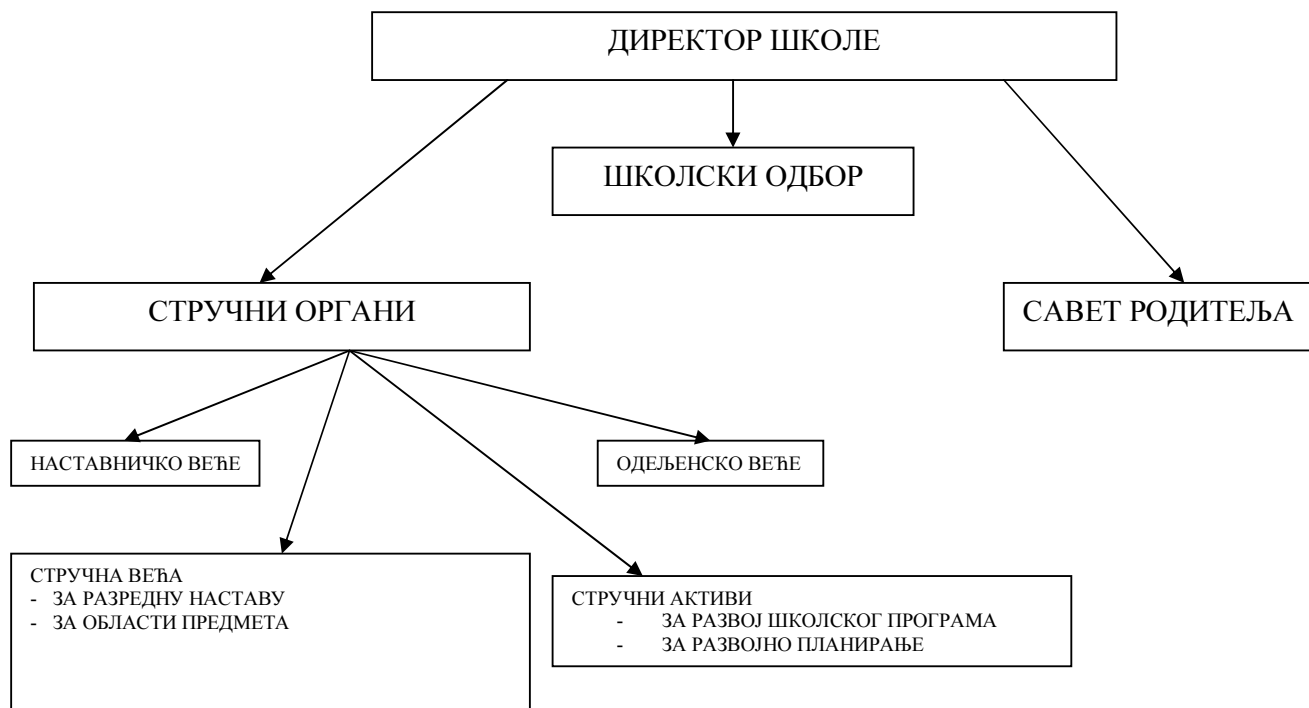 ДИРЕКТОР ШКОЛЕ
ШКОЛСКИ ОДБОР
СТРУЧНИ ОРГАНИ
САВЕТ РОДИТЕЉА
НАСТАВНИЧКО ВЕЋЕ
ОДЕЉЕНСКО ВЕЋЕ
СТРУЧНА ВЕЋА
- ЗА РАЗРЕДНУ НАСТАВУ
- ЗА ОБЛАСТИ ПРЕДМЕТА
СТРУЧНИ АКТИВИ
- ЗА РАЗВОЈ ШКОЛСКОГ ПРОГРАМА
- ЗА РАЗВОЈНО ПЛАНИРАЊЕ